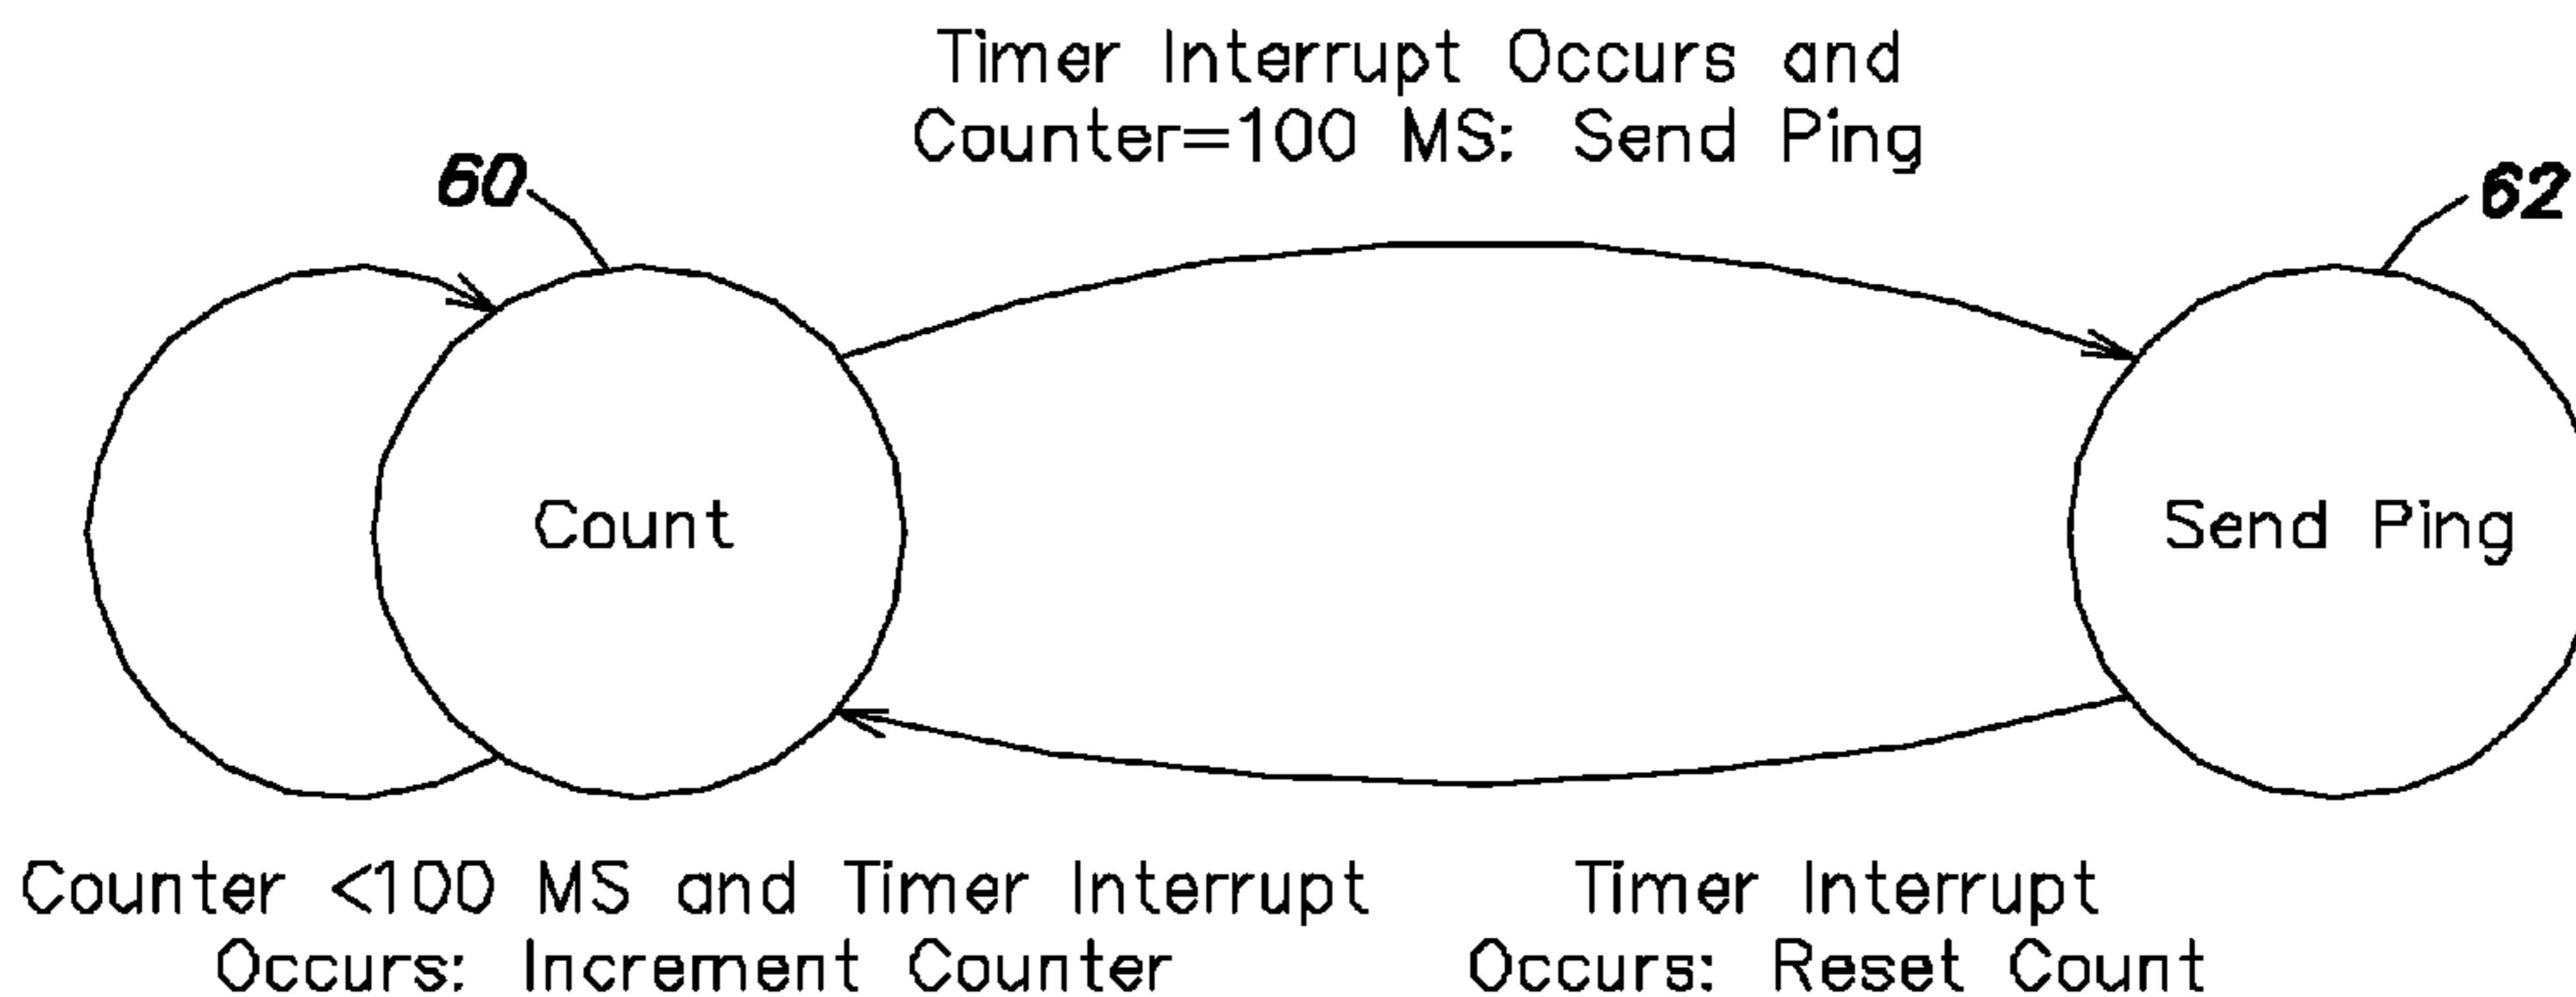 Timer Interrupt Occurs and
Counter=100 MS: Send Ping
60
62
Count
Send Ping
Counter <100 MS and Timer Interrupt
Occurs: Increment Counter
Timer Interrupt
Occurs: Reset Count